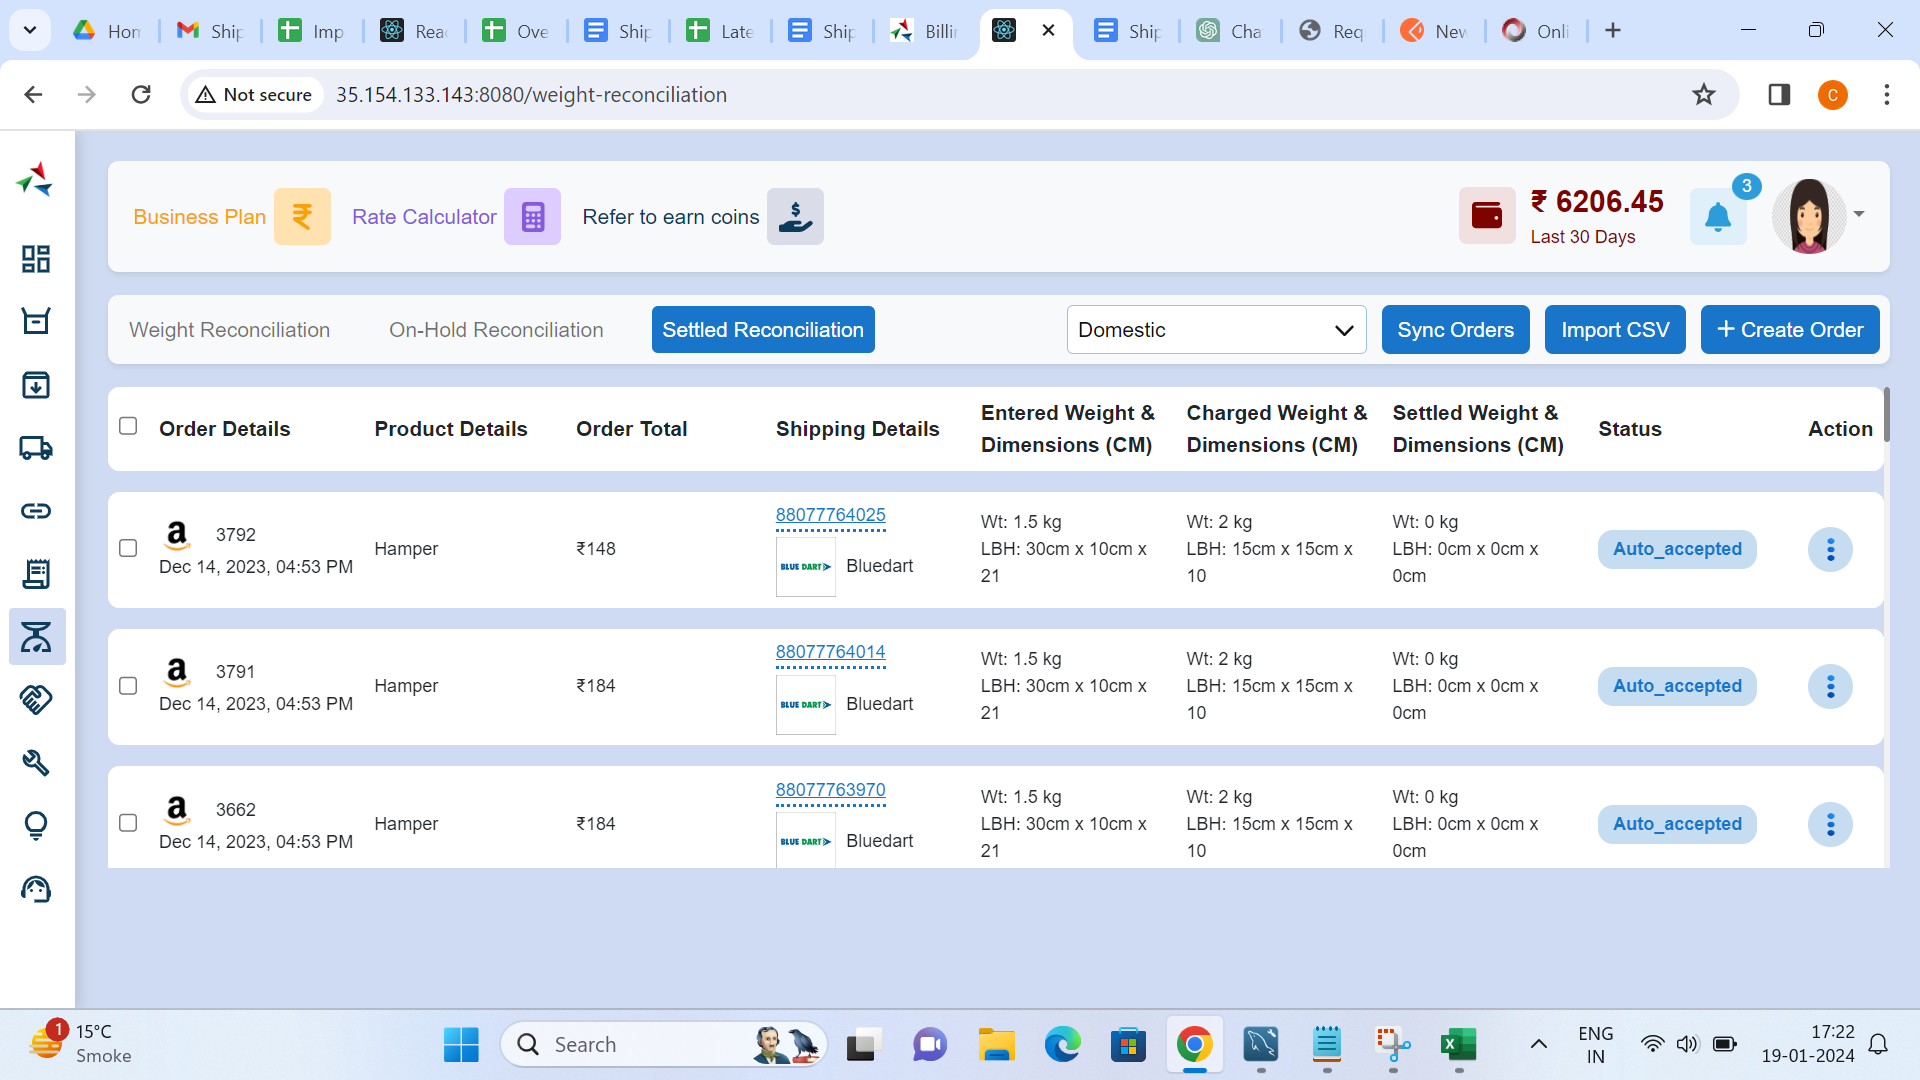 Hon
Ship
Imp
Rea
Ove
Ship
Late
Ship
Billin
Ship
Cha
Req
New
Onli
Not secure
35.154.133.143:8080/weight-reconciliation
C
Business Plan
Rate Calculator
Refer to earn coins
₹ 6206.45
Last 30 Days
3
Weight Reconciliation
On-Hold Reconciliation
Settled Reconciliation
Domestic
Sync Orders
Import CSV
+ Create Order
Order Details
Product Details
Order Total
Shipping Details
Entered Weight &
Dimensions (CM)
Charged Weight &
Dimensions (CM)
Settled Weight &
Dimensions (CM)
Status
Action
3792
Dec 14, 2023, 04:53 PM
Hamper
₹148
88077764025
BLUE DART
Bluedart
Wt: 1.5 kg
LBH: 30cm x 10cm x
21
Wt: 2 kg
LBH: 15cm x 15cm x
10
Wt: 0 kg
LBH: 0cm x 0cm x
0cm
Auto_accepted
3791
Dec 14, 2023, 04:53 PM
Hamper
₹184
88077764014
BLUE DART
Bluedart
Wt: 1.5 kg
LBH: 30cm x 10cm x
21
Wt: 2 kg
LBH: 15cm x 15cm x
10
Wt: 0 kg
LBH: 0cm x 0cm x
0cm
Auto_accepted
3662
Dec 14, 2023, 04:53 PM
Hamper
₹184
88077763970
BLUE DART
Bluedart
Wt: 1.5 kg
LBH: 30cm x 10cm x
21
Wt: 2 kg
LBH: 15cm x 15cm x
10
Wt: 0 kg
LBH: 0cm x 0cm x
0cm
Auto_accepted
1
15°C
Smoke
Search
ENG
IN
17:22
19-01-2024